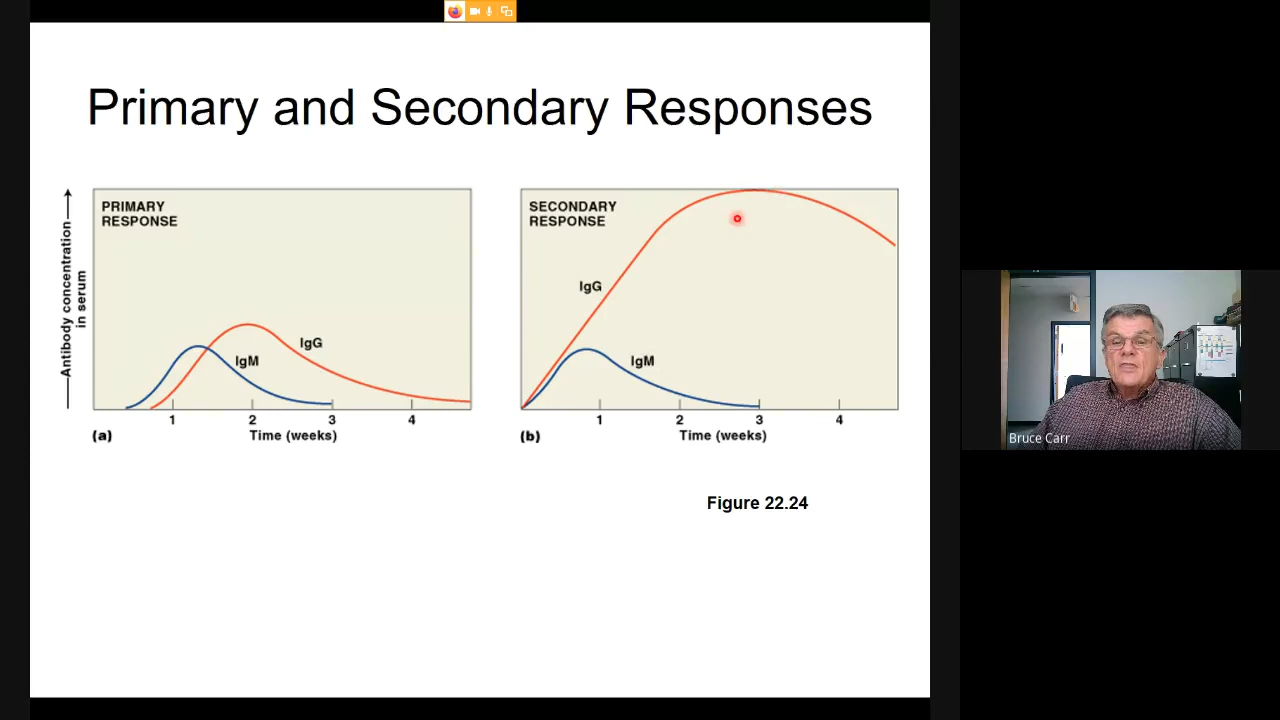 Primary and Secondary Responses
Antibody concentration
in serum
PRIMARY
RESPONSE
IgM
IgG
1
2
3
4
(a)
Time (weeks)
SECONDARY
RESPONSE
IgG
IgM
1
2
3
4
(b)
Time (weeks)
Figure 22.24
Bruce Carr